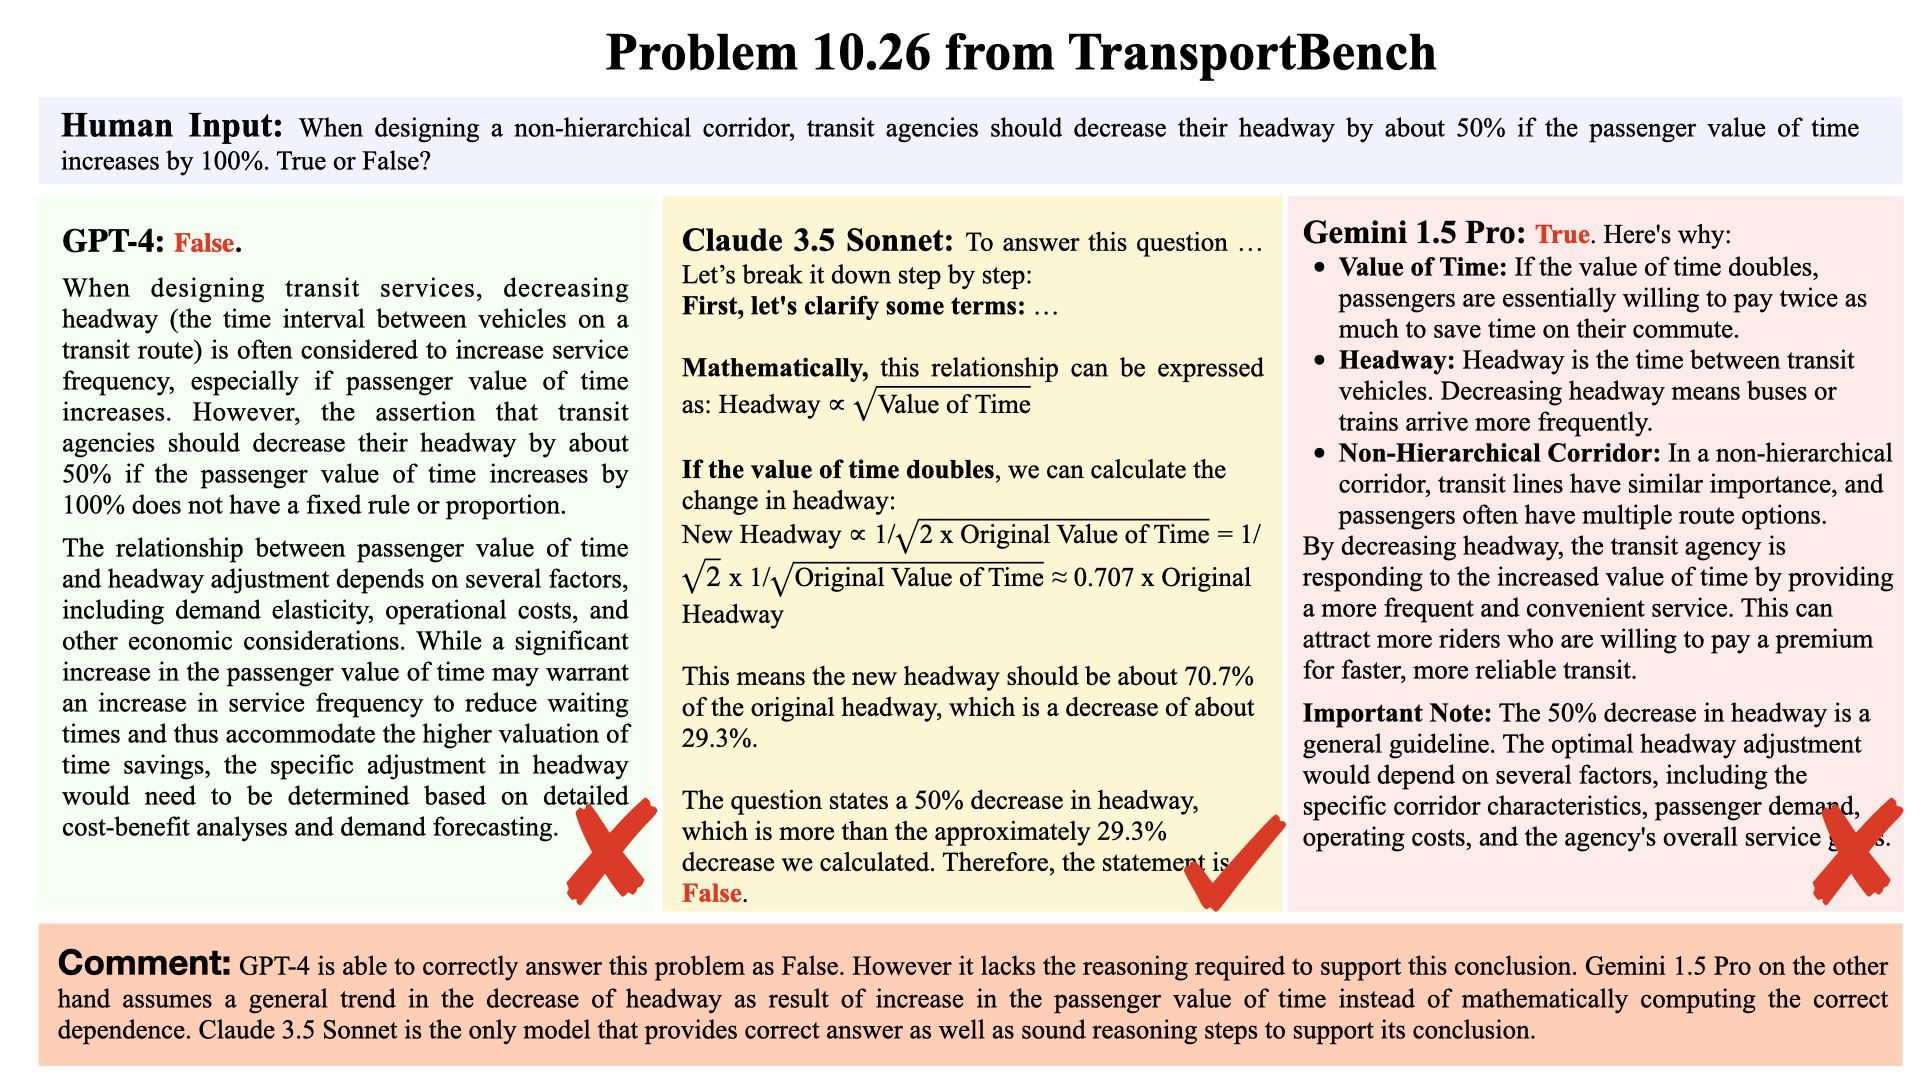 Problem 10.26 from TransportBench
Human Input: When designing a non-hierarchical corridor, transit agencies should decrease their headway by about 50% if the passenger value of time
increases by 100%. True or False?
GPT-4: False.
When designing transit services, decreasing
headway (the time interval between vehicles on a
transit route) is often considered to increase service
frequency, especially if passenger value of time
increases. However, the assertion that transit
agencies should decrease their headway by about
50% if the passenger value of time increases by
100% does not have a fixed rule or proportion.
The relationship between passenger value of time
and headway adjustment depends on several factors,
including demand elasticity, operational costs, and
other economic considerations. While a significant
increase in the passenger value of time may warrant
an increase in service frequency to reduce waiting
times and thus accommodate the higher valuation of
time savings, the specific adjustment in headway
would need to be determined based on detailed
cost-benefit analyses and demand forecasting.
Claude 3.5 Sonnet: To answer this question …
Let’s break it down step by step:
First, let's clarify some terms: …
Mathematically, this relationship can be expressed
as: Headway ∝ √Value of Time
If the value of time doubles, we can calculate the
change in headway:
New Headway ∝ 1/√2 x Original Value of Time = 1/
√2 x 1/√Original Value of Time ≈ 0.707 x Original
Headway
This means the new headway should be about 70.7%
of the original headway, which is a decrease of about
29.3%.
The question states a 50% decrease in headway,
which is more than the approximately 29.3%
decrease we calculated. Therefore, the statement is
False.
Gemini 1.5 Pro: True. Here's why:
• Value of Time: If the value of time doubles,
passengers are essentially willing to pay twice as
much to save time on their commute.
• Headway: Headway is the time between transit
vehicles. Decreasing headway means buses or
trains arrive more frequently.
• Non-Hierarchical Corridor: In a non-hierarchical
corridor, transit lines have similar importance, and
passengers often have multiple route options.
By decreasing headway, the transit agency is
responding to the increased value of time by providing
a more frequent and convenient service. This can
attract more riders who are willing to pay a premium
for faster, more reliable transit.
Important Note: The 50% decrease in headway is a
general guideline. The optimal headway adjustment
would depend on several factors, including the
specific corridor characteristics, passenger demand,
operating costs, and the agency's overall service
Comment: GPT-4 is able to correctly answer this problem as False. However it lacks the reasoning required to support this conclusion. Gemini 1.5 Pro on the other
hand assumes a general trend in the decrease of headway as result of increase in the passenger value of time instead of mathematically computing the correct
dependence. Claude 3.5 Sonnet is the only model that provides correct answer as well as sound reasoning steps to support its conclusion.